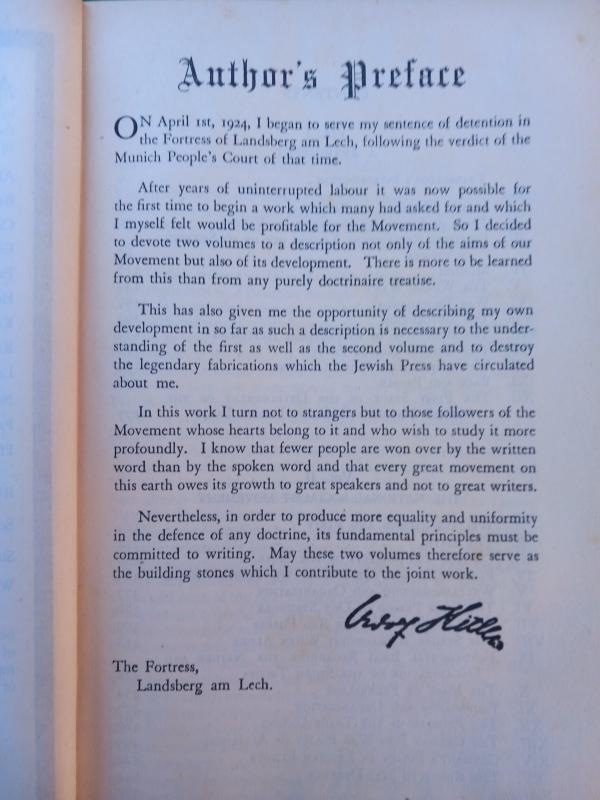 Author's Preface
ON April 1st, 1924, I began to serve my sentence of detention in
the Fortress of Landsberg am Lech, following the verdict of the
Munich People's Court of that time.
After years of uninterrupted labour it was now possible for
the first time to begin a work which many had asked for and which
I myself felt would be profitable for the Movement. So I decided
to devote two volumes to a description not only of the aims of our
Movement but also of its development. There is more to be learned
from this than from any purely doctrinaire treatise.
This has also given me the opportunity of describing my own
development in so far as such a description is necessary to the under-
standing of the first as well as the second volume and to destroy
the legendary fabrications which the Jewish Press have circulated
about me.
In this work I turn not to strangers but to those followers of the
Movement whose hearts belong to it and who wish to study it more
profoundly. I know that fewer people are won over by the written
word than by the spoken word and that every great movement on
this earth owes its growth to great speakers and not to great writers.
Nevertheless, in order to produce more equality and uniformity
in the defence of any doctrine, its fundamental principles must be
committed to writing. May these two volumes therefore serve as
the building stones which I contribute to the joint work.
Adolf Hitler
The Fortress,
Landsberg am Lech.